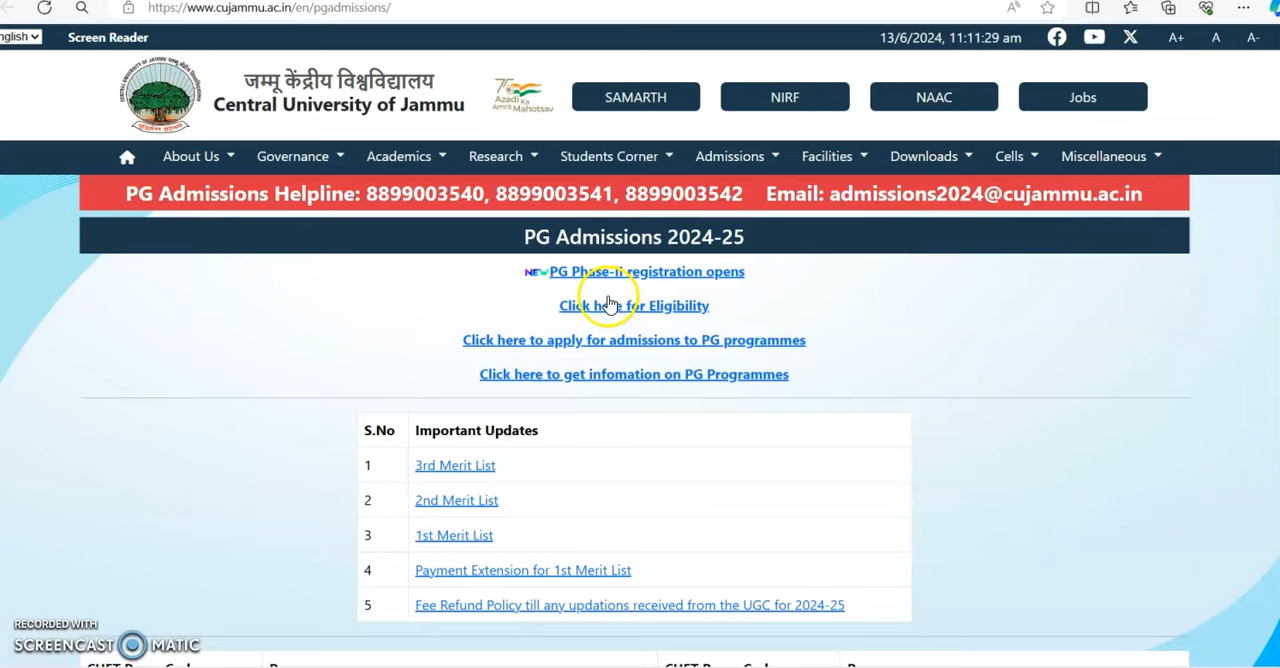 https://www.cujammu.ac.in/en/pgadmissions/
nglish Screen Reader 13/6/2024, 11:11:29 am A+ A A-
जम्मू केंद्रीय विश्वविद्यालय
Central University of Jammu
Azadi Ka Amrit Mahotsav
SAMARTH NIRF NAAC Jobs
About Us Governance Academics Research Students Corner Admissions Facilities Downloads Cells Miscellaneous
PG Admissions Helpline: 8899003540, 8899003541, 8899003542 Email: admissions2024@cujammu.ac.in
PG Admissions 2024-25
NEW PG Phase-II registration opens
Click here for Eligibility
Click here to apply for admissions to PG programmes
Click here to get infomation on PG Programmes
S.No Important Updates
1 3rd Merit List
2 2nd Merit List
3 1st Merit List
4 Payment Extension for 1st Merit List
5 Fee Refund Policy till any updations received from the UGC for 2024-25
RECORDED WITH
SCREENCAST MATIC